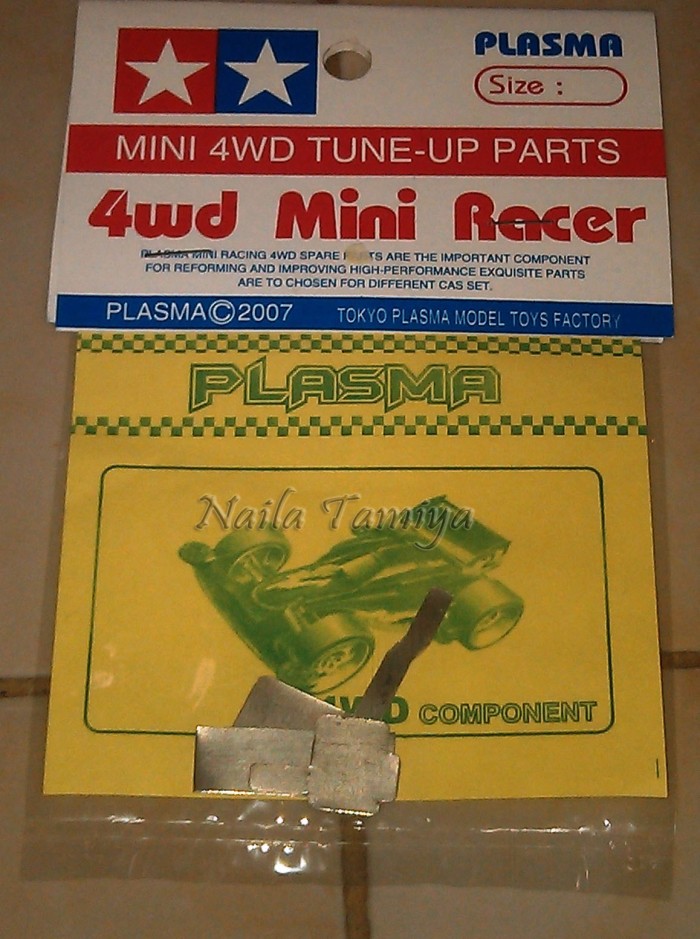 PLASMA
Size :
MINI 4WD TUNE-UP PARTS
4wd Mini Racer
PLASMA MINI RACING 4WD SPARE ARE THE IMPORTANT COMPONENT
FOR REFORMING AND IMPROVING HIGH-PERFORMANCE EXQUISITE PARTS
ARE TO CHOSEN FOR DIFFERENT CAS SET.
PLASMA©2007 TOKYO PLASMA MODEL TOYS FACTORY
PLASMA
Naila Tamiya
COMPONENT